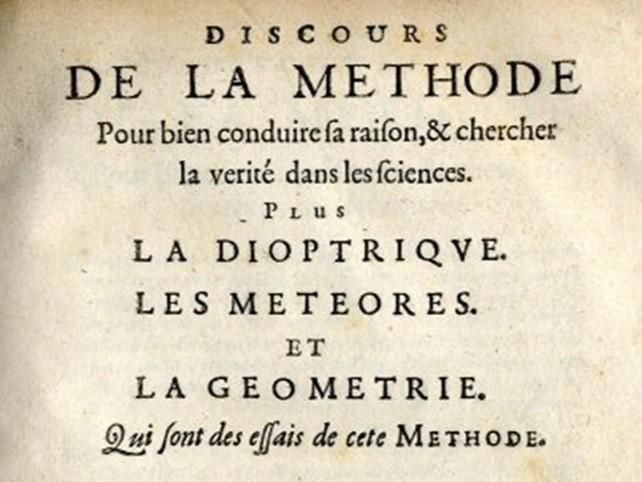 DISCOURS
DE LA METHODE
Pour bien conduire ſa raiſon, & chercher
la verité dans les ſciences.
PLus
LA DIOPTRIQVE.
LES METEORES.
ET
LA GEOMETRIE.
Qui ſont des eſſais de cete METHODE.